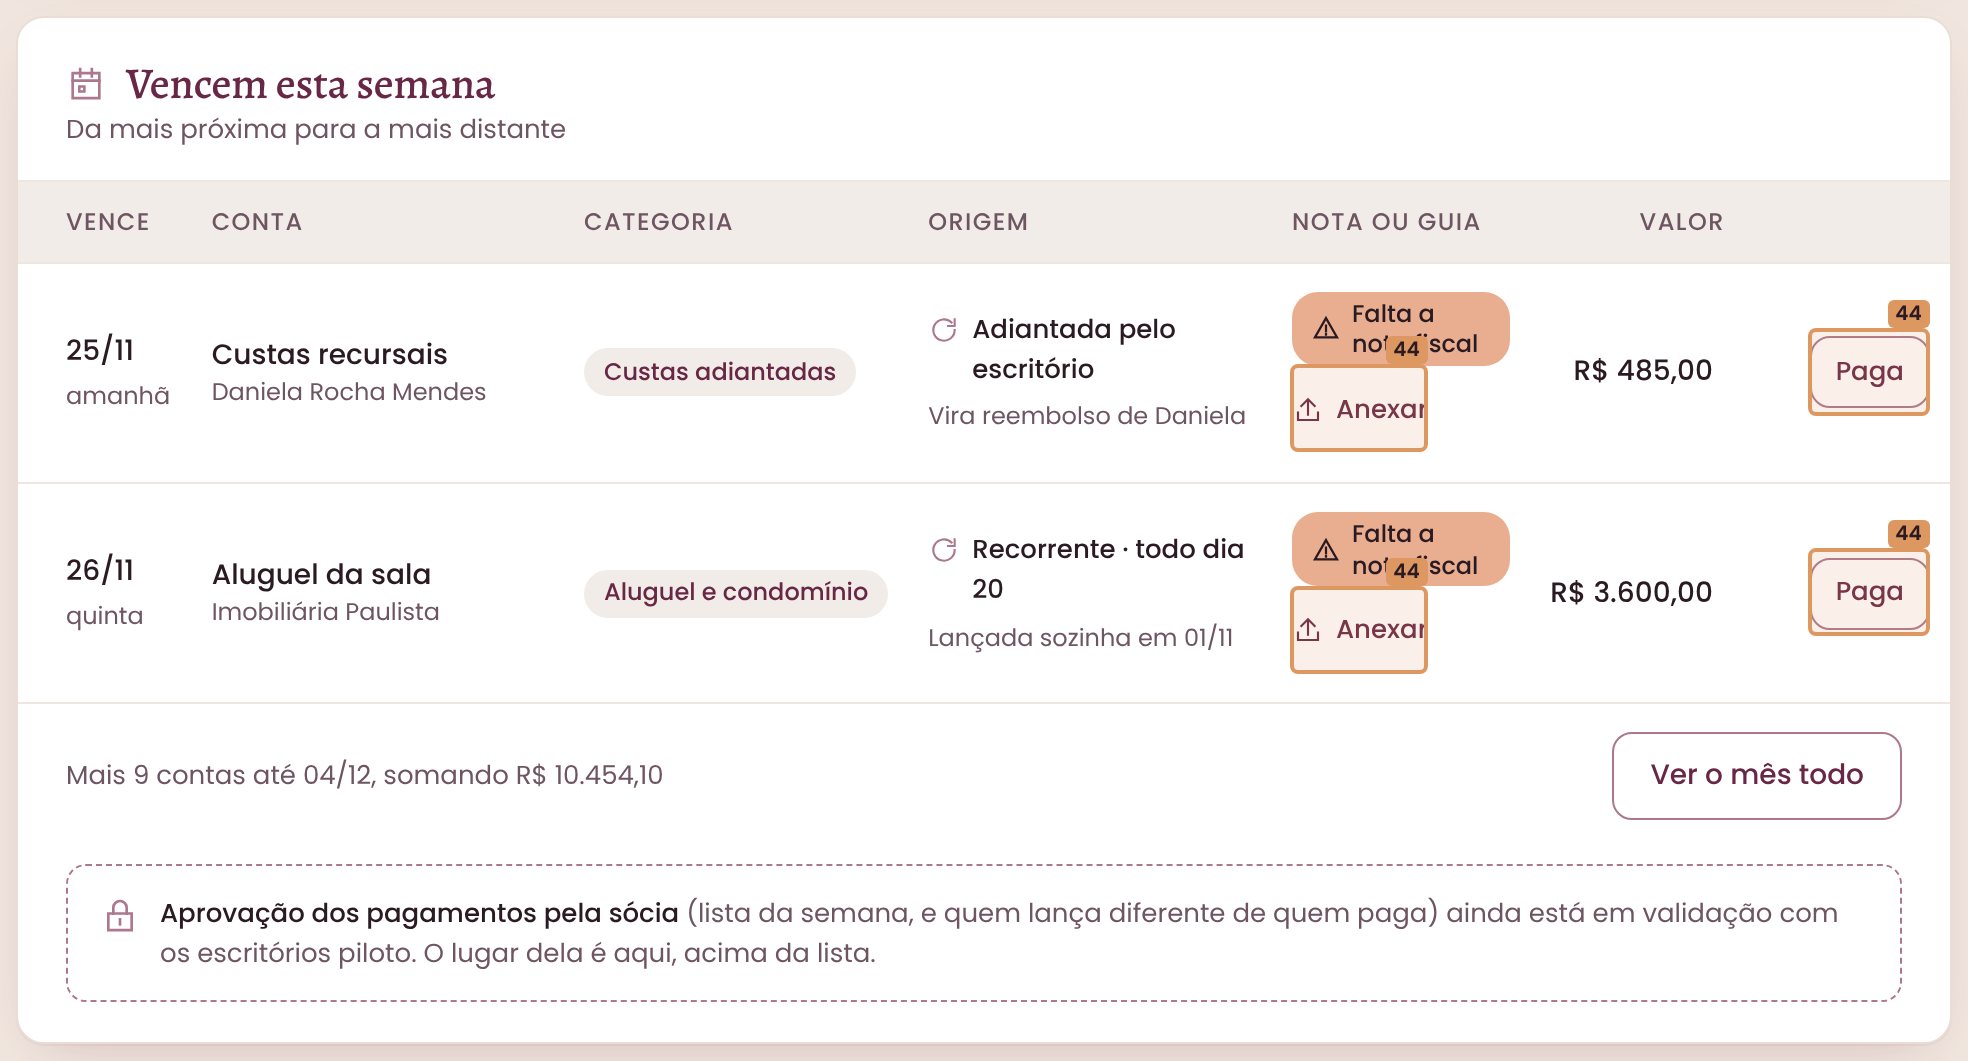 Vencem esta semana
Da mais próxima para a mais distante
VENCE CONTA CATEGORIA ORIGEM NOTA OU GUIA VALOR
25/11
amanhã
Custas recursais
Daniela Rocha Mendes
Custas adiantadas
Adiantada pelo
escritório
Vira reembolso de Daniela
Falta a
nota fiscal
44
Anexar
R$ 485,00
44
Paga
26/11
quinta
Aluguel da sala
Imobiliária Paulista
Aluguel e condomínio
Recorrente · todo dia
20
Lançada sozinha em 01/11
Falta a
nota fiscal
44
Anexar
R$ 3.600,00
44
Paga
Mais 9 contas até 04/12, somando R$ 10.454,10
Ver o mês todo
Aprovação dos pagamentos pela sócia (lista da semana, e quem lança diferente de quem paga) ainda está em validação com
os escritórios piloto. O lugar dela é aqui, acima da lista.